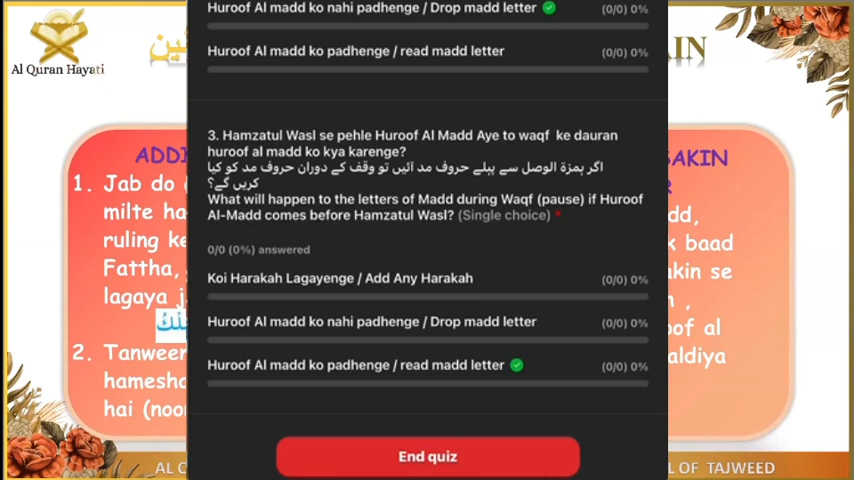 Al Quran Hayati
Huroof Al madd ko nahi padhenge / Drop madd letter (0/0) 0%
Huroof Al madd ko padhenge / read madd letter (0/0) 0%
3. Hamzatul Wasl se pehle Huroof Al Madd Aye to waqf ke dauran
huroof al madd ko kya karenge?
اگر ہمزۃ الوصل سے پہلے حروف مد آئیں تو وقف کے دوران حروف مد کو کیا
کریں گے؟
What will happen to the letters of Madd during Waqf (pause) if Huroof
Al-Madd comes before Hamzatul Wasl? (Single choice) *
0/0 (0%) answered
Koi Harakah Lagayenge / Add Any Harakah (0/0) 0%
Huroof Al madd ko nahi padhenge / Drop madd letter (0/0) 0%
Huroof Al madd ko padhenge / read madd letter (0/0) 0%
End quiz
ADDI
1. Jab do
milte ha
ruling ke
Fattha,
lagaya j
2. Tanween
hamesha
hai (noo
AIN
SAKIN
dd,
k baad
akin se
n ,
oof al
aldiya
AL Q
L OF TAJWEED